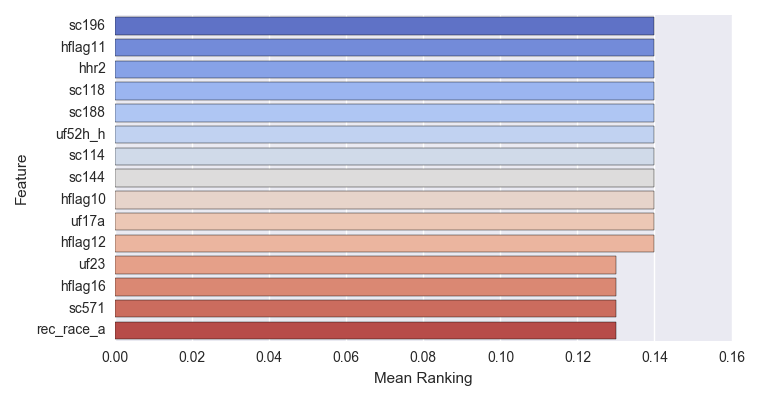 sc196
hflag11
hhr2
sc118
sc188
uf52h_h
sc114
sc144
hflag10
uf17a
hflag12
uf23
hflag16
sc571
rec_race_a
Feature
0.00 0.02 0.04 0.06 0.08 0.10 0.12 0.14 0.16
Mean Ranking